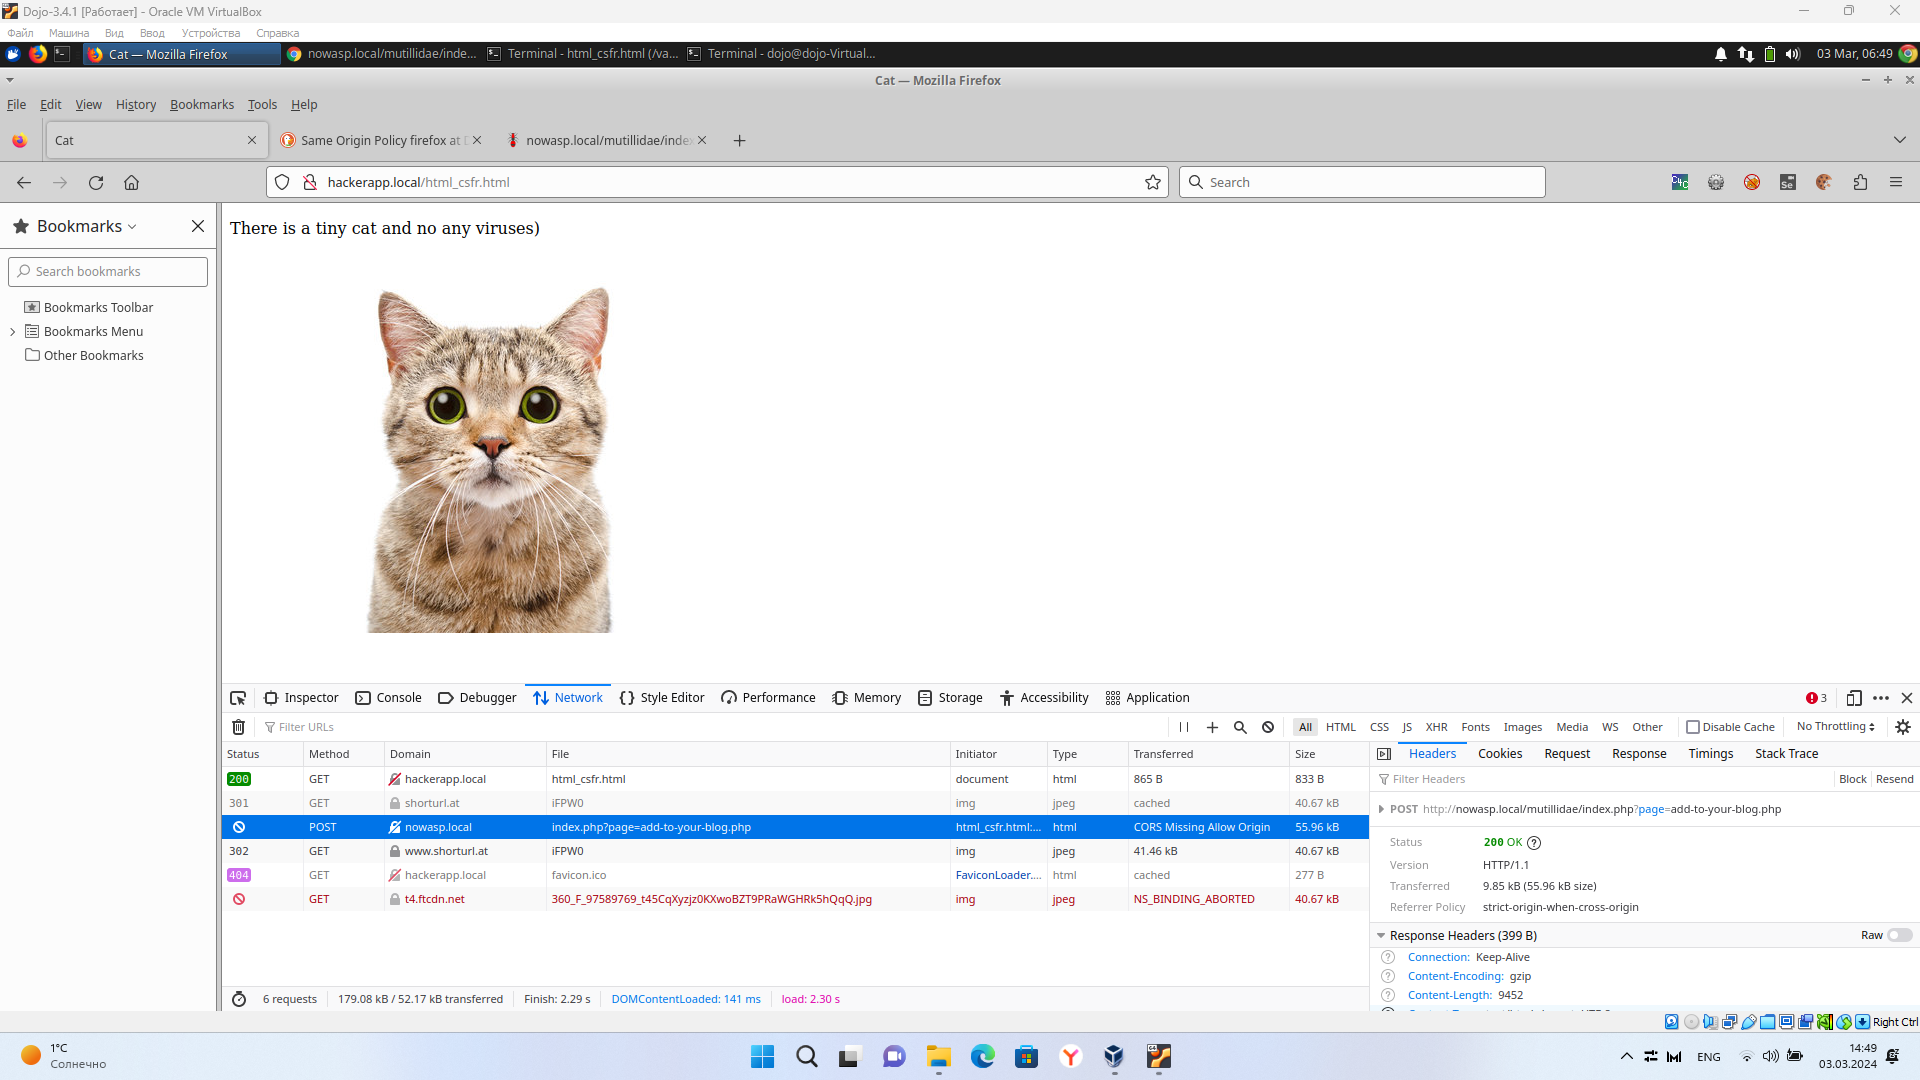 Dojo-3.4.1 [Работает] - Oracle VM VirtualBox
Файл Машина Вид Ввод Устройства Справка
Cat — Mozilla Firefox
nowasp.local/mutillidae/inde...
Terminal - html_csfr.html (/va...
Terminal - dojo@dojo-Virtual...
03 Mar, 06:49
Cat — Mozilla Firefox
File Edit View History Bookmarks Tools Help
Cat
Same Origin Policy firefox at D
nowasp.local/mutillidae/inde
hackerapp.local/html_csfr.html
Search
Bookmarks
Search bookmarks
Bookmarks Toolbar
Bookmarks Menu
Other Bookmarks
There is a tiny cat and no any viruses)
Inspector Console Debugger Network Style Editor Performance Memory Storage Accessibility Application 3
Filter URLs
All HTML CSS JS XHR Fonts Images Media WS Other Disable Cache No Throttling
Status Method Domain File Initiator Type Transferred Size
200 GET hackerapp.local html_csfr.html document html 865 B 833 B
301 GET shorturl.at iFPW0 img jpeg cached 40.67 kB
POST nowasp.local index.php?page=add-to-your-blog.php html_csfr.html:... html CORS Missing Allow Origin 55.96 kB
302 GET www.shorturl.at iFPW0 img jpeg 41.46 kB 40.67 kB
404 GET hackerapp.local favicon.ico FaviconLoader.... html cached 277 B
GET t4.ftcdn.net 360_F_97589769_t45CqXyzjz0KXwoBZT9PRaWGHRk5hQqQ.jpg img jpeg NS_BINDING_ABORTED 40.67 kB
6 requests 179.08 kB / 52.17 kB transferred Finish: 2.29 s DOMContentLoaded: 141 ms load: 2.30 s
Headers Cookies Request Response Timings Stack Trace
Filter Headers Block Resend
POST http://nowasp.local/mutillidae/index.php?page=add-to-your-blog.php
Status 200 OK
Version HTTP/1.1
Transferred 9.85 kB (55.96 kB size)
Referrer Policy strict-origin-when-cross-origin
Response Headers (399 B) Raw
Connection: Keep-Alive
Content-Encoding: gzip
Content-Length: 9452
Right Ctrl
1°C
Солнечно
ENG
14:49
03.03.2024